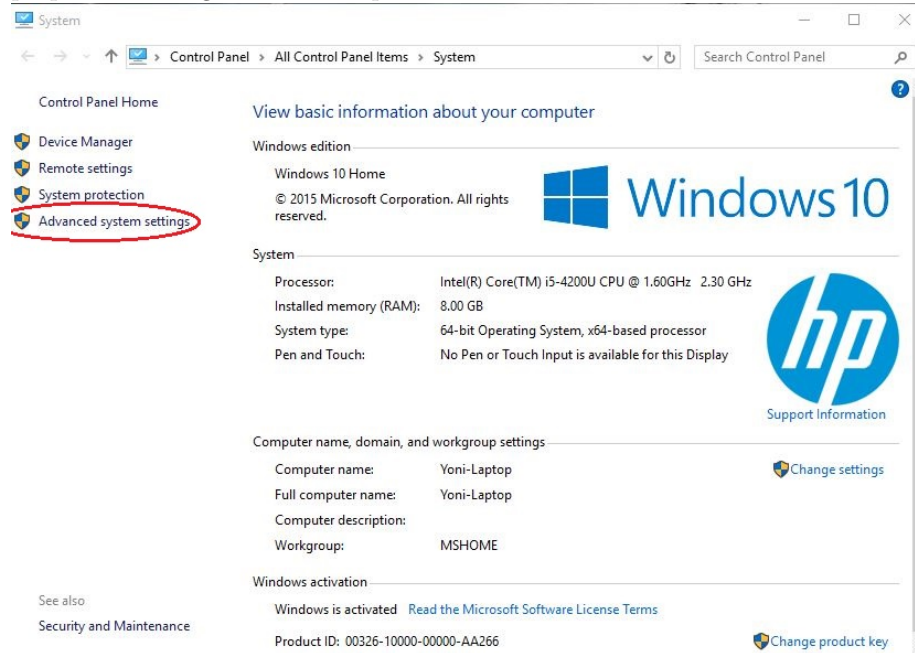 System
Control Panel > All Control Panel Items > System
Search Control Panel
Control Panel Home
Device Manager
Remote settings
System protection
Advanced system settings
See also
Security and Maintenance
?
View basic information about your computer
Windows edition
Windows 10 Home
© 2015 Microsoft Corporation. All rights
reserved.
Windows 10
System
Processor: Intel(R) Core(TM) i5-4200U CPU @ 1.60GHz 2.30 GHz
Installed memory (RAM): 8.00 GB
System type: 64-bit Operating System, x64-based processor
Pen and Touch: No Pen or Touch Input is available for this Display
hp
Support Information
Computer name, domain, and workgroup settings
Computer name: Yoni-Laptop
Change settings
Full computer name: Yoni-Laptop
Computer description:
Workgroup: MSHOME
Windows activation
Windows is activated Read the Microsoft Software License Terms
Product ID: 00326-10000-00000-AA266
Change product key